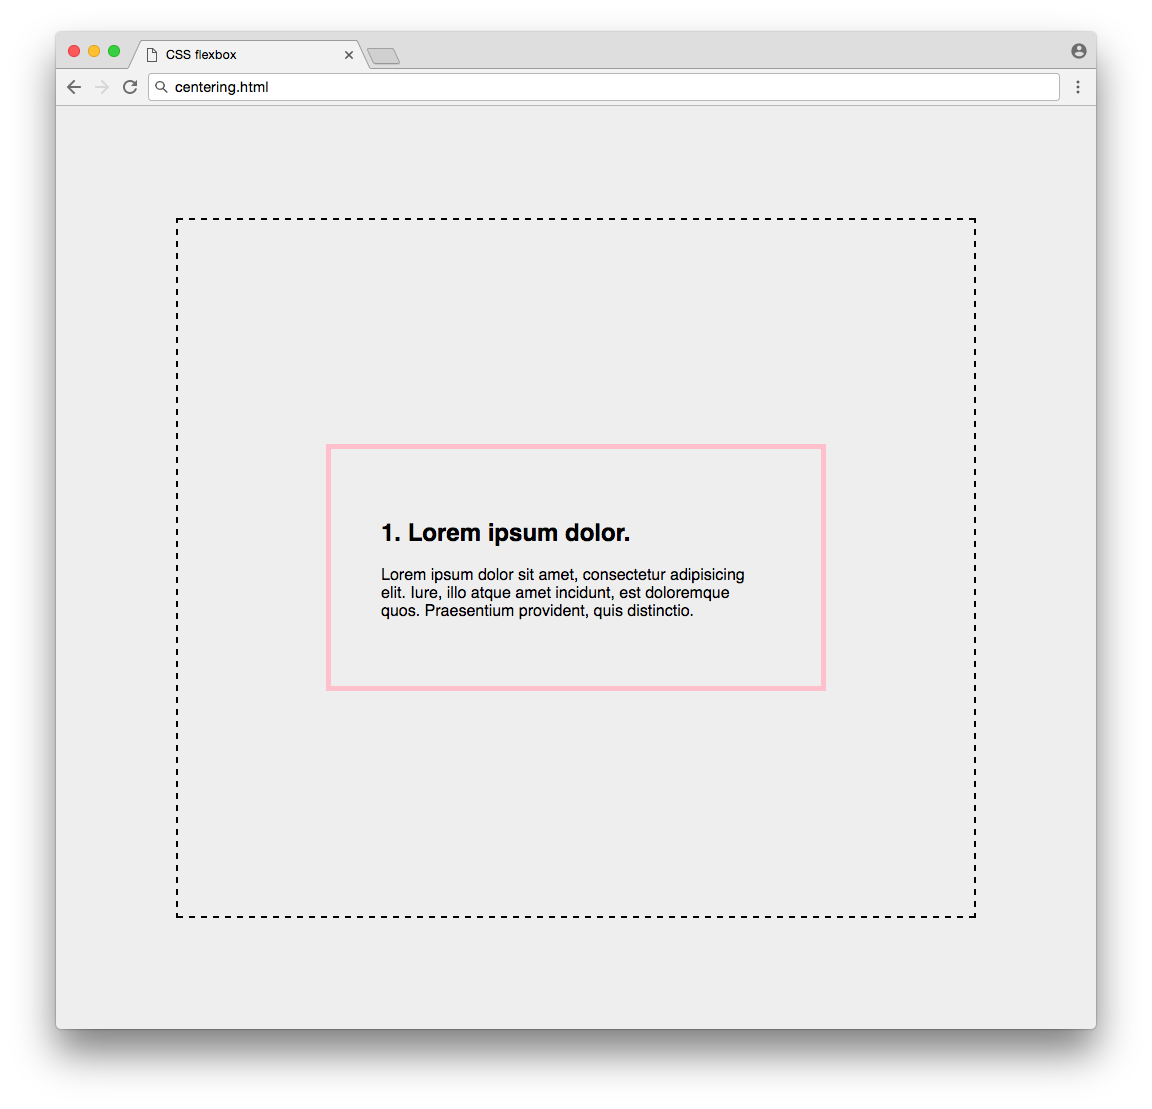 CSS flexbox
centering.html
1. Lorem ipsum dolor.
Lorem ipsum dolor sit amet, consectetur adipisicing
elit. Iure, illo atque amet incidunt, est doloremque
quos. Praesentium provident, quis distinctio.